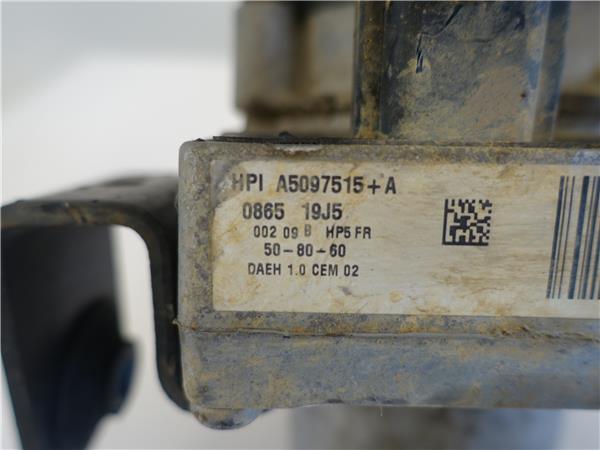 HPI A5097515+A
0865 19J5
002 09 B HP5 FR
50-80-60
DAEH 1.0 CEM 02